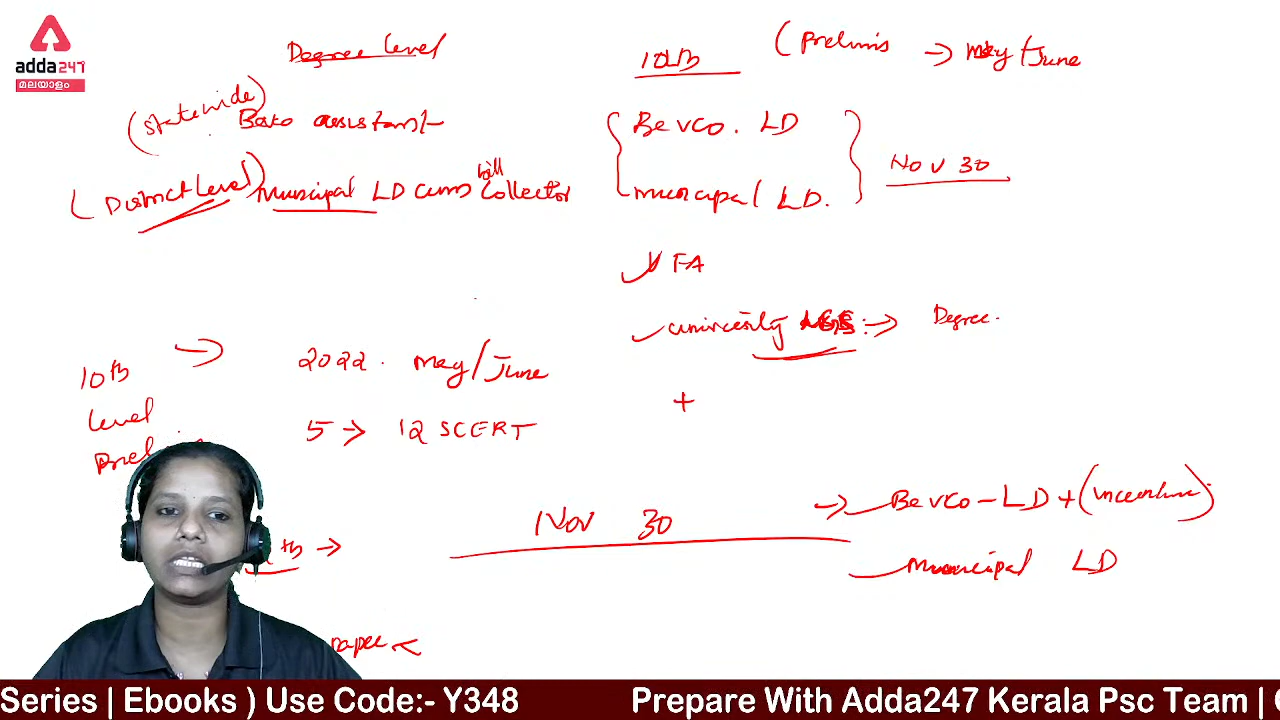 adda247
മലയാളം
Degree level
(statewide)
assistant
(District Level) Municipal LD cum bill Collector
10th
(prelims → May/June
Bevco. LD
municipal LD.
Nov 30
FA
university → Degree.
+
10th → 2022. May/June
level 5 → 12 SCERT
Nov 30
→ Bevco - LD + (incentive)
Municipal LD
th →
paper <
Series | Ebooks ) Use Code:- Y348 Prepare With Adda247 Kerala Psc Team |